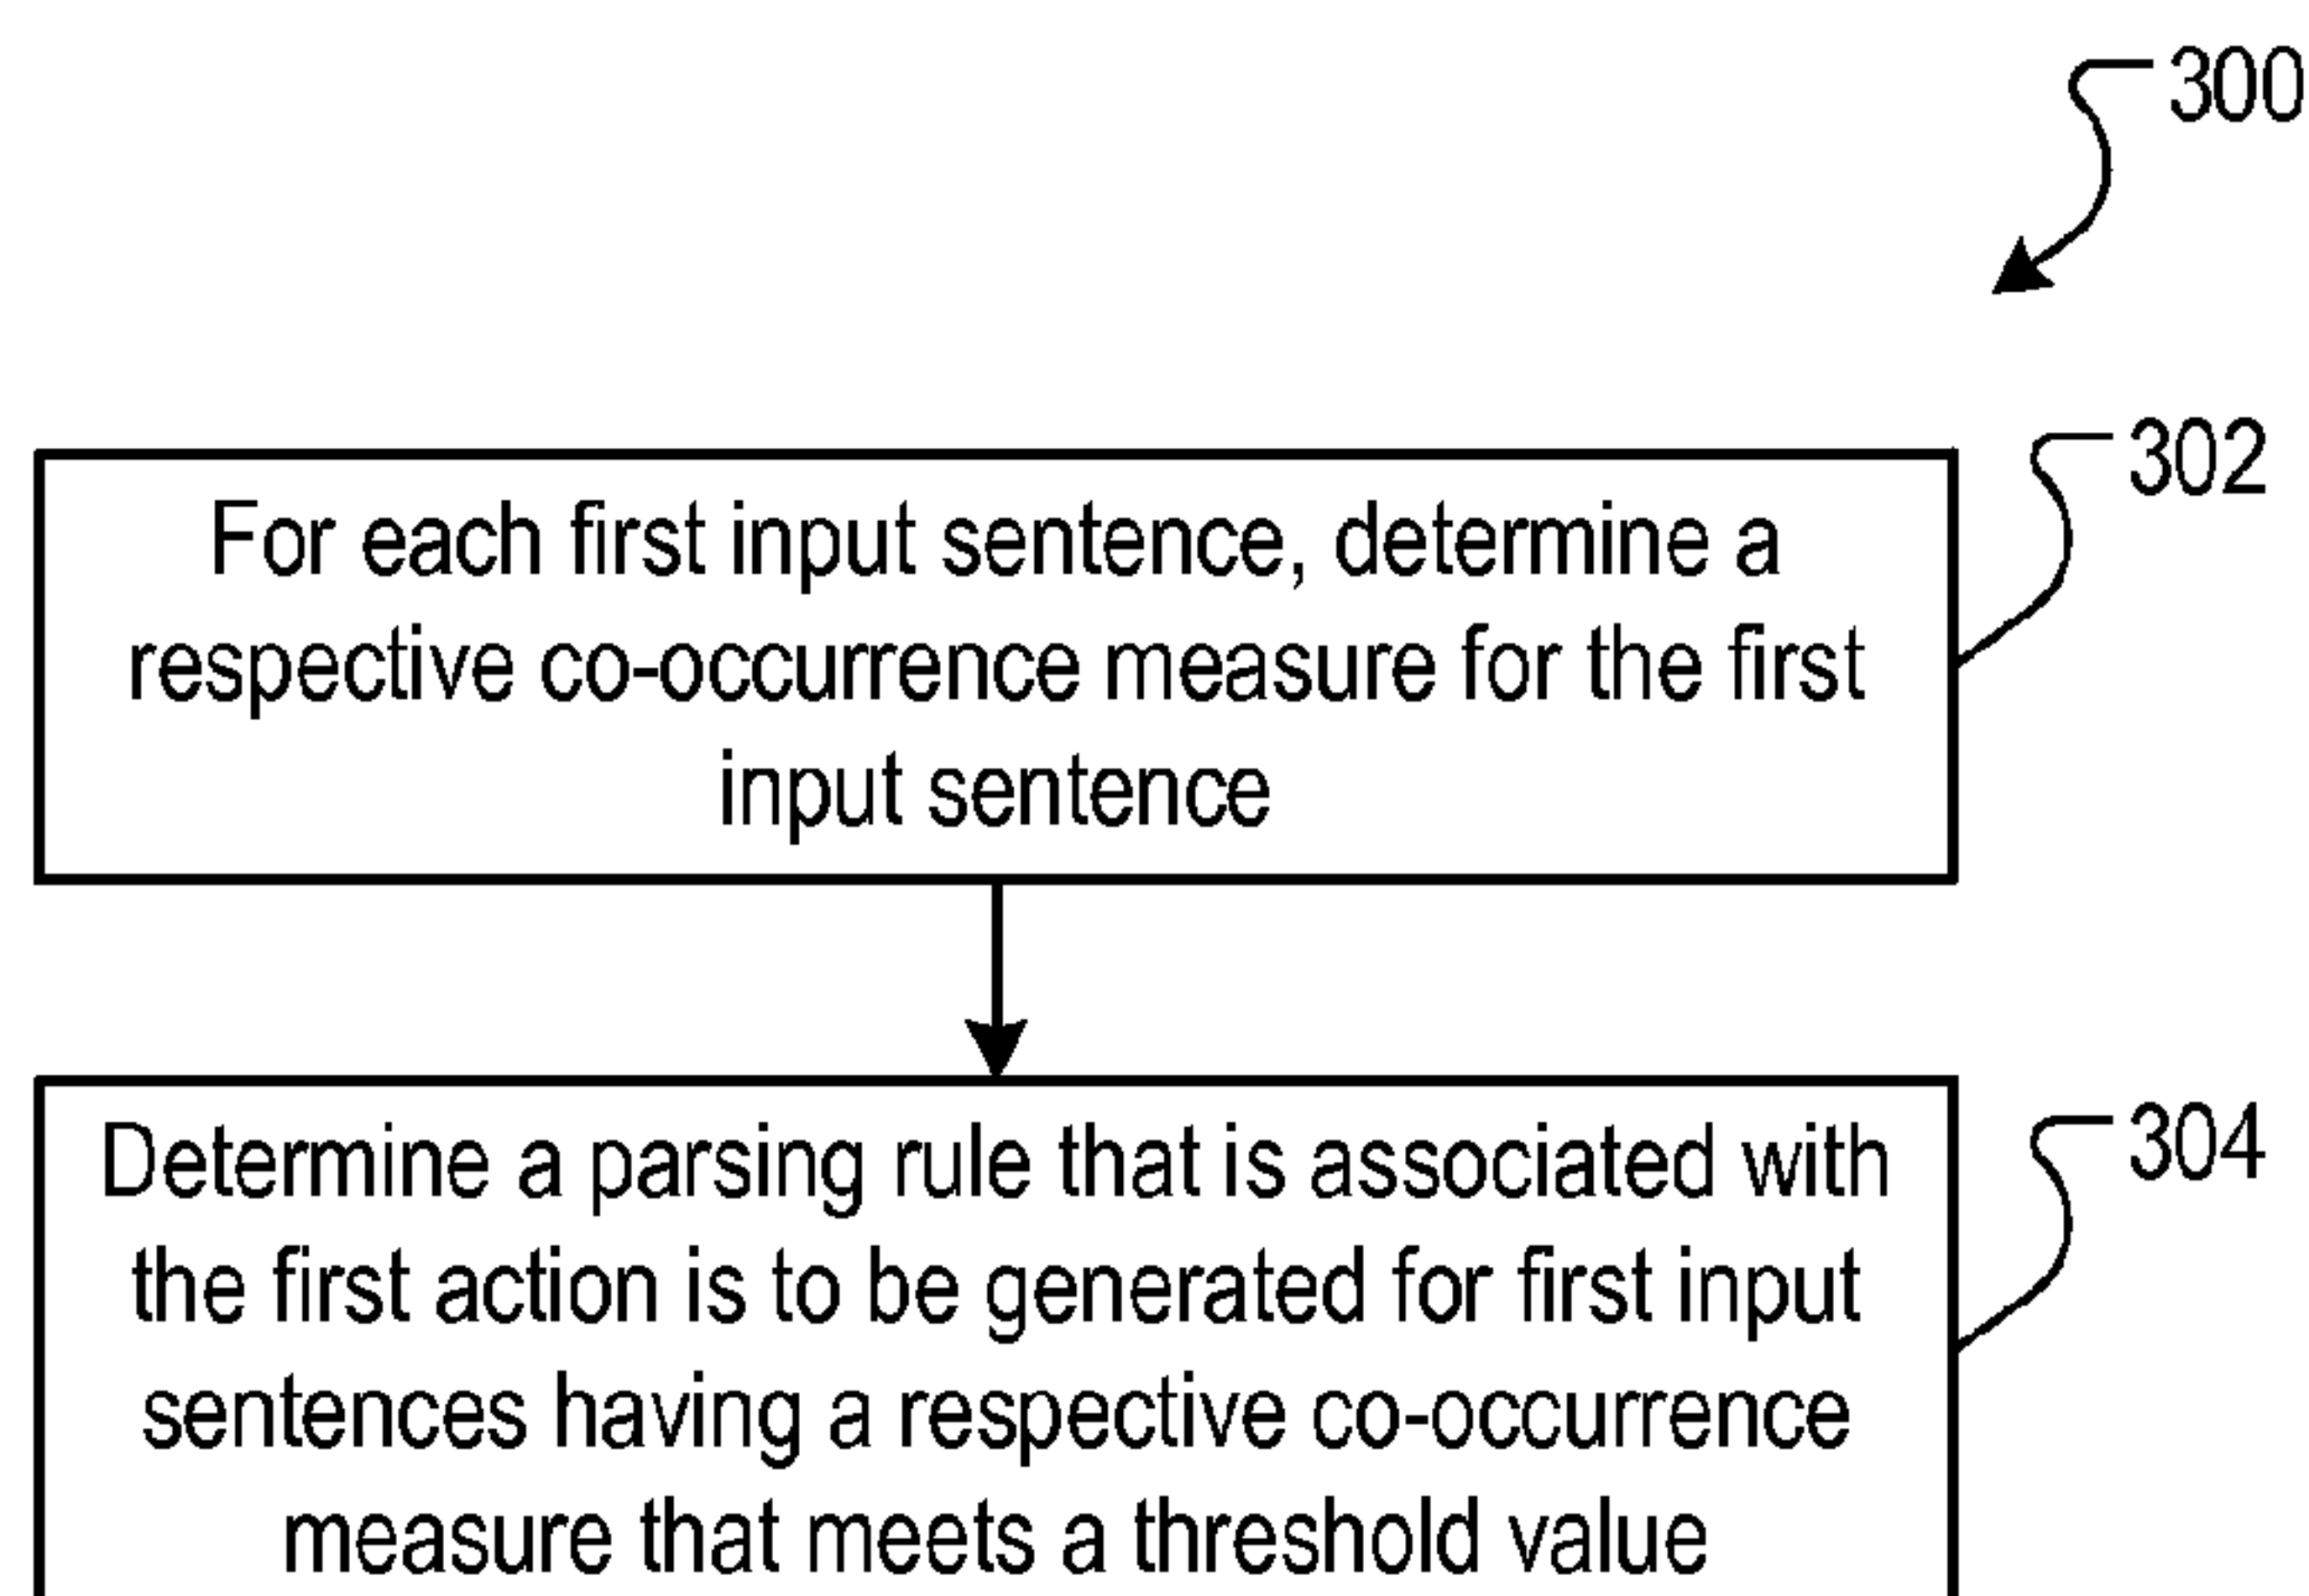 300
302
For each first input sentence, determine a
respective co-occurrence measure for the first
input sentence
304
Determine a parsing rule that is associated with
the first action is to be generated for first input
sentences having a respective co-occurrence
measure that meets a threshold value